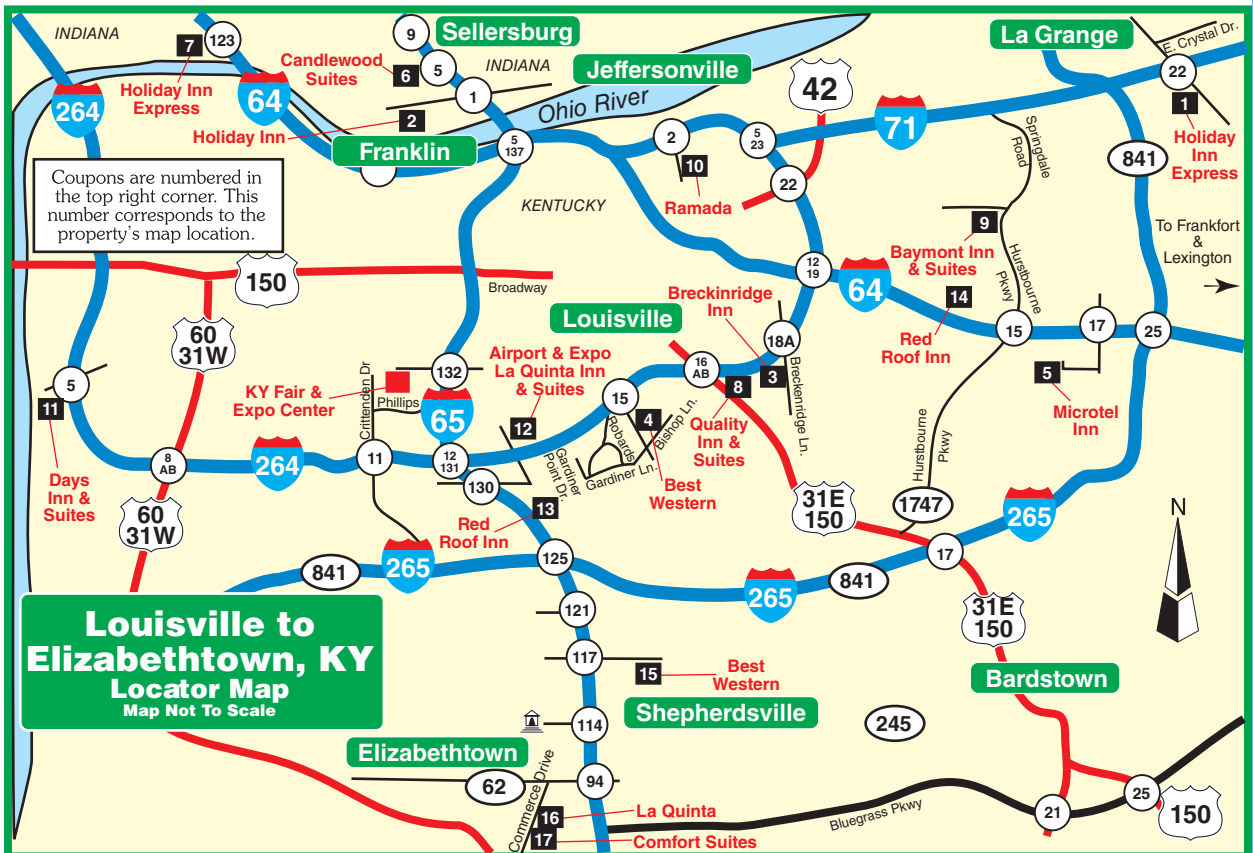 INDIANA
7
123
9
Sellersburg
La Grange
E. Crystal Dr.
Candlewood
Suites
6
5
INDIANA
Jeffersonville
22
Holiday Inn
Express
64
264
1
42
1
Holiday Inn
2
Ohio River
71
Holiday
Inn
Express
Franklin
5
137
2
5
23
Springdale
Road
841
Coupons are numbered in
the top right corner. This
number corresponds to the
property's map location.
10
Ramada
22
KENTUCKY
9
Baymont Inn
& Suites
To Frankfort
&
Lexington
150
Broadway
12
19
64
Hurstbourne
Pkwy
Breckinridge
Inn
14
Red
Roof Inn
15
17
25
60
31W
Louisville
18A
Airport & Expo
La Quinta Inn
& Suites
16
AB
8
3
Breckenridge Ln.
5
Microtel
Inn
5
11
132
KY Fair &
Expo Center
Crittenden Dr
Phillips
65
15
12
4
Robards
Bishop Ln.
Quality
Inn &
Suites
Hurstbourne
Pkwy
Days
Inn &
Suites
8
AB
264
11
12
131
Gardiner
Point Dr.
Gardiner Ln.
Best
Western
130
60
31W
13
Red
Roof Inn
31E
150
1747
265
N
841
265
125
265
841
17
Louisville to
Elizabethtown, KY
Locator Map
Map Not To Scale
121
31E
150
117
15
Best
Western
Bardstown
114
Shepherdsville
245
Elizabethtown
62
94
Commerce Drive
16
La Quinta
17
Comfort Suites
Bluegrass Pkwy
21
25
150